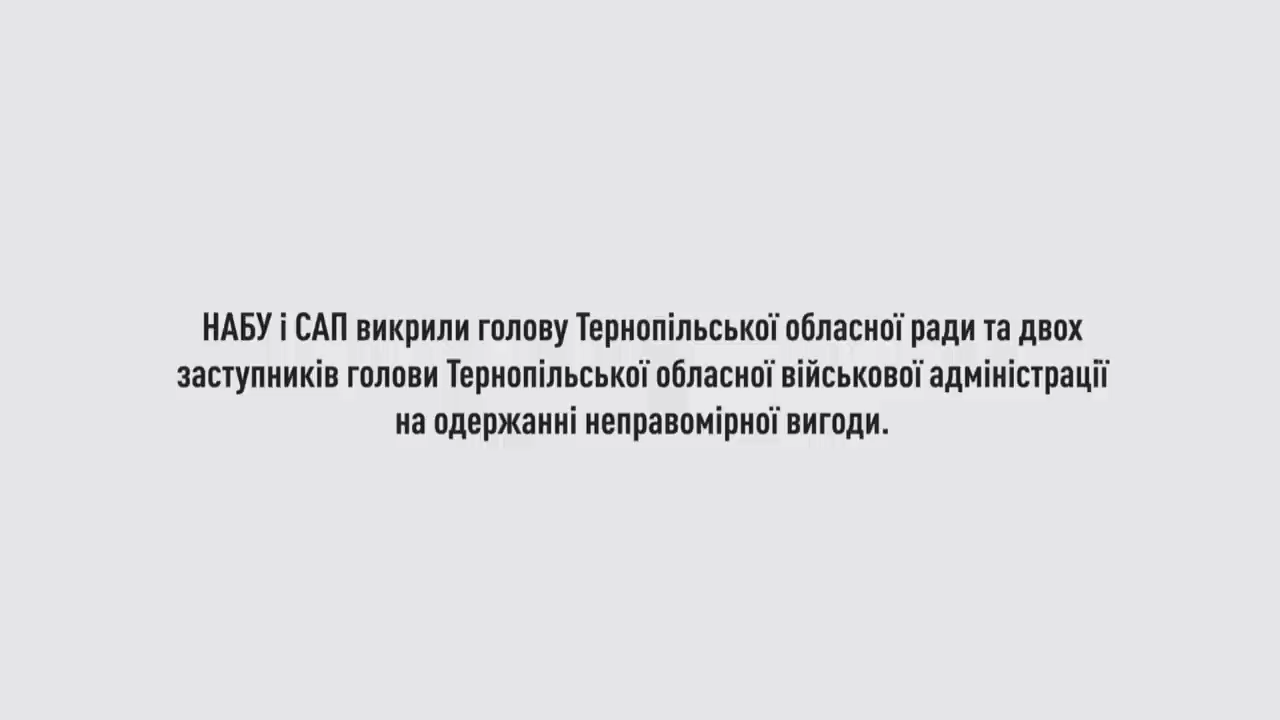 НАБУ і САП викрили голову Тернопільської обласної ради та двох
заступників голови Тернопільської обласної військової адміністрації
на одержанні неправомірної вигоди.